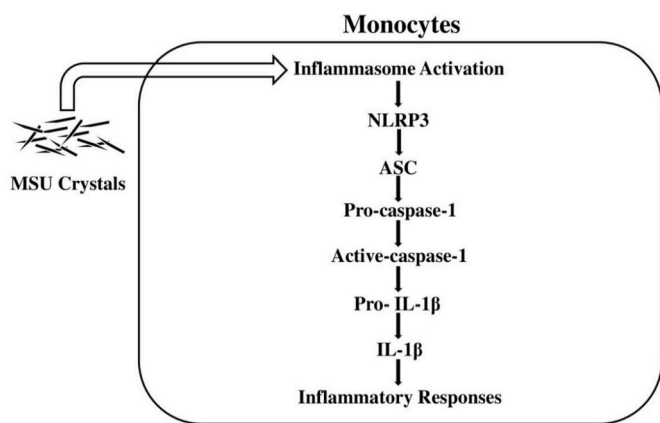 Monocytes
Inflammasome Activation
NLRP3
ASC
MSU Crystals
Pro-caspase-1
Active-caspase-1
Pro- IL-1β
IL-1β
Inflammatory Responses